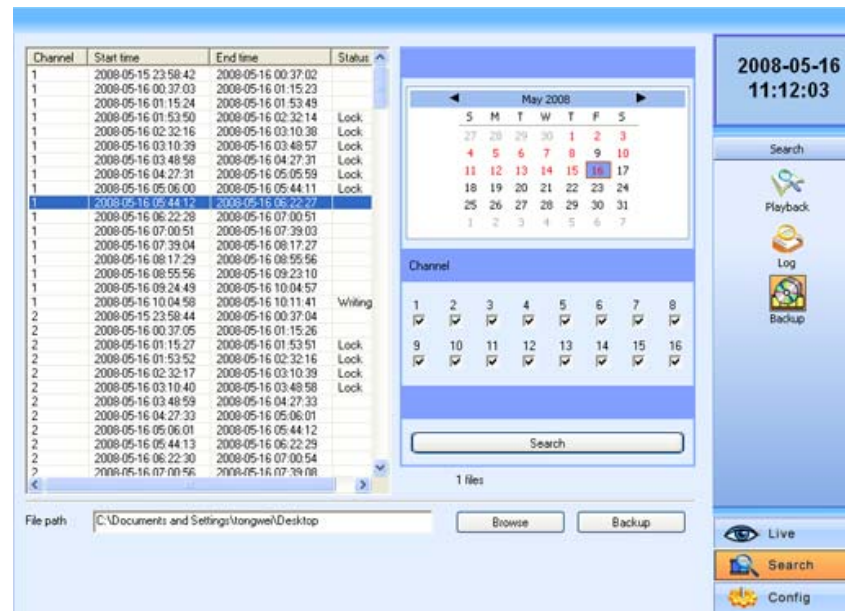 Channel Start time End time Status
1 2008-05-15 23:58:42 2008-05-16 00:37:02
1 2008-05-16 00:37:03 2008-05-16 01:15:23
1 2008-05-16 01:15:24 2008-05-16 01:53:49
1 2008-05-16 01:53:50 2008-05-16 02:32:14 Lock
1 2008-05-16 02:32:16 2008-05-16 03:10:38 Lock
1 2008-05-16 03:10:39 2008-05-16 03:48:57 Lock
1 2008-05-16 03:48:58 2008-05-16 04:27:31 Lock
1 2008-05-16 04:27:31 2008-05-16 05:05:59 Lock
1 2008-05-16 05:06:00 2008-05-16 05:44:11 Lock
1 2008-05-16 05:44:12 2008-05-16 06:22:27
1 2008-05-16 06:22:28 2008-05-16 07:00:51
1 2008-05-16 07:00:51 2008-05-16 07:39:03
1 2008-05-16 07:39:04 2008-05-16 08:17:27
1 2008-05-16 08:17:29 2008-05-16 08:55:56
1 2008-05-16 08:55:56 2008-05-16 09:23:10
1 2008-05-16 09:24:49 2008-05-16 10:04:57
1 2008-05-16 10:04:58 2008-05-16 10:11:41 Writing
2 2008-05-15 23:58:44 2008-05-16 00:37:04
2 2008-05-16 00:37:05 2008-05-16 01:15:26
2 2008-05-16 01:15:27 2008-05-16 01:53:51 Lock
2 2008-05-16 01:53:52 2008-05-16 02:32:16 Lock
2 2008-05-16 02:32:17 2008-05-16 03:10:39 Lock
2 2008-05-16 03:10:40 2008-05-16 03:48:58 Lock
2 2008-05-16 03:48:59 2008-05-16 04:27:33
2 2008-05-16 04:27:33 2008-05-16 05:06:01
2 2008-05-16 05:06:01 2008-05-16 05:44:12
2 2008-05-16 05:44:13 2008-05-16 06:22:29
2 2008-05-16 06:22:30 2008-05-16 07:00:54
2 2008-05-16 07:00:56 2008-05-16 07:39:08
May 2008
S M T W T F S
27 28 29 30 1 2 3
4 5 6 7 8 9 10
11 12 13 14 15 16 17
18 19 20 21 22 23 24
25 26 27 28 29 30 31
1 2 3 4 5 6 7
Channel
1 2 3 4 5 6 7 8
9 10 11 12 13 14 15 16
Search
1 files
File path C:\Documents and Settings\tongwei\Desktop Browse Backup
2008-05-16
11:12:03
Search
Playback
Log
Backup
Live
Search
Config